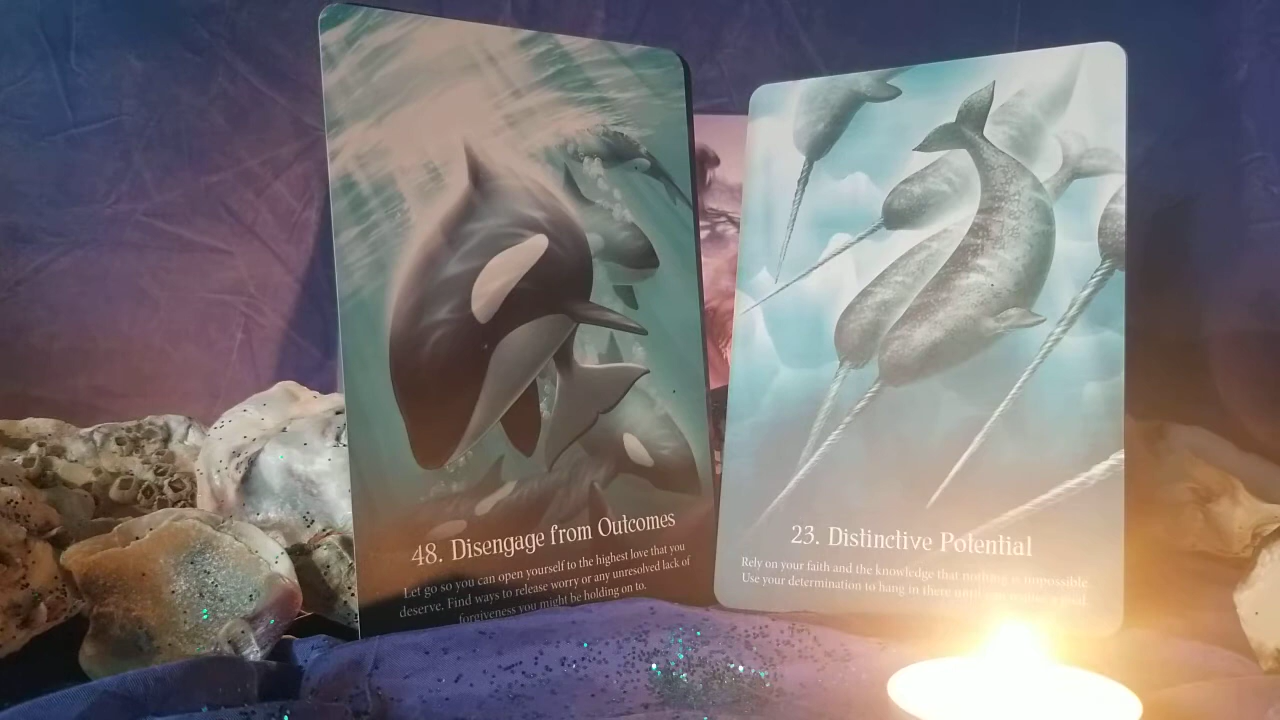 48. Disengage from Outcomes
Let go so you can open yourself to the highest love that you
deserve. Find ways to release worry or any unresolved lack of
forgiveness you might be holding on to.
23. Distinctive Potential
Rely on your faith and the knowledge that nothing is impossible.
Use your determination to hang in there until